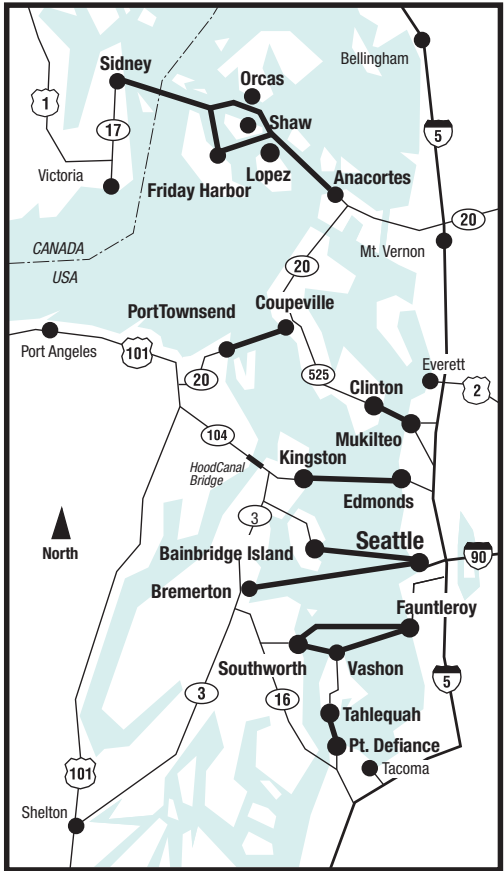 Bellingham
Sidney
Orcas
1
17
Shaw
5
Victoria
Friday Harbor
Lopez
Anacortes
20
CANADA
Mt. Vernon
USA
20
PortTownsend
Coupeville
Port Angeles
101
20
525
Everett
2
Clinton
Mukilteo
104
HoodCanal
Bridge
Kingston
Edmonds
3
North
Seattle
Bainbridge Island
90
Bremerton
Fauntleroy
Southworth
Vashon
5
3
16
Tahlequah
Pt. Defiance
101
Tacoma
Shelton